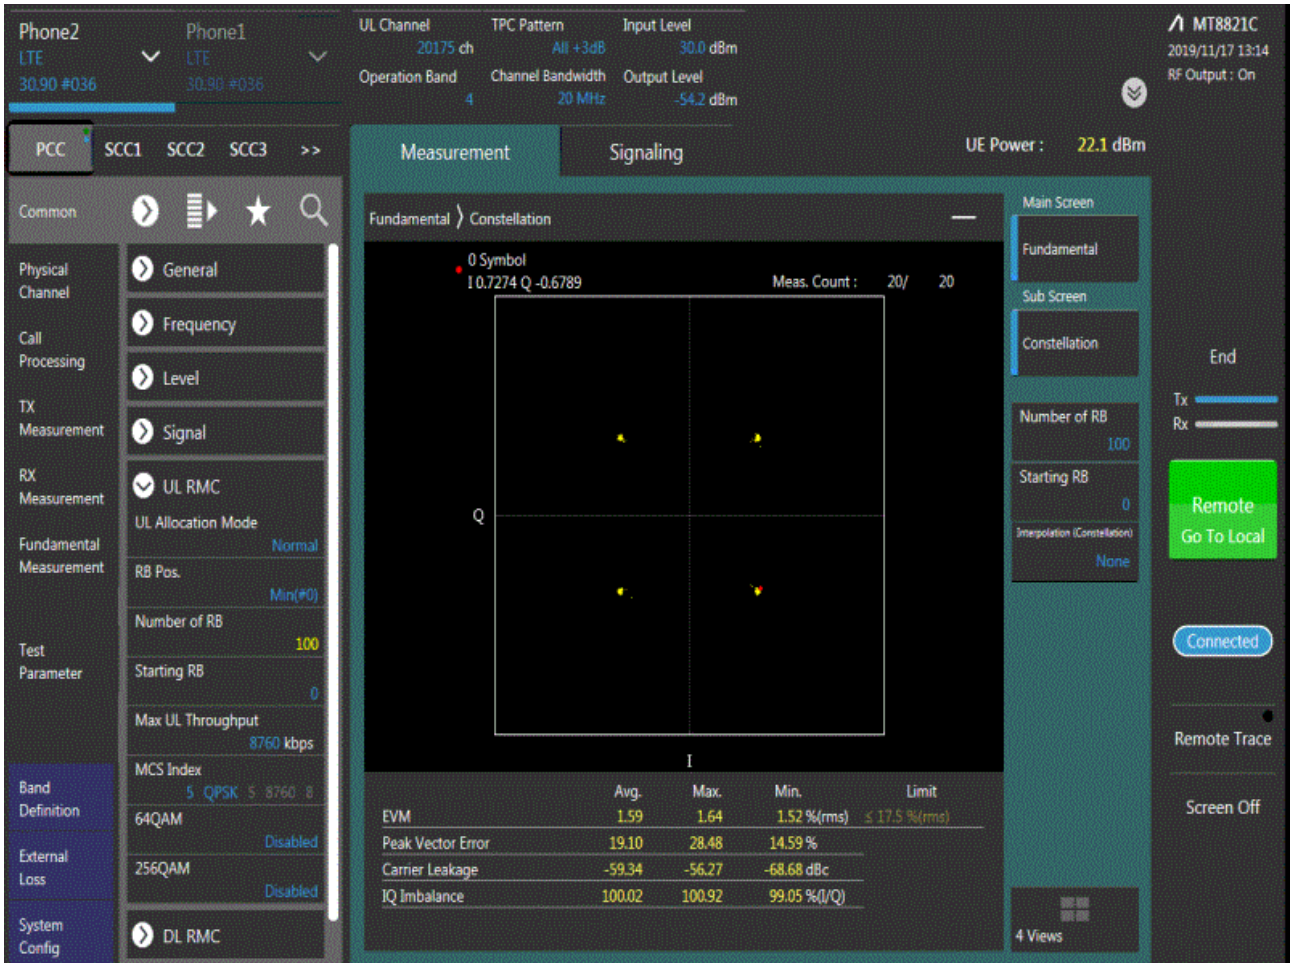 Phone2
LTE
30.90 #036
Phone1
LTE
30.90 #036
UL Channel
20175 ch
TPC Pattern
All +3dB
Input Level
30.0 dBm
Operation Band
4
Channel Bandwidth
20 MHz
Output Level
-54.2 dBm
MT8821C
2019/11/17 13:14
RF Output : On
PCC SCC1 SCC2 SCC3 >>
Measurement
Signaling
UE Power : 22.1 dBm
Common
Physical
Channel
Call
Processing
TX
Measurement
RX
Measurement
Fundamental
Measurement
Test
Parameter
Band
Definition
External
Loss
System
Config
General
Frequency
Level
Signal
UL RMC
UL Allocation Mode
Normal
RB Pos.
Min(#0)
Number of RB
100
Starting RB
0
Max UL Throughput
8760 kbps
MCS Index
5 QPSK 5 8760 8
64QAM
Disabled
256QAM
Disabled
DL RMC
Fundamental Constellation
0 Symbol
I 0.7274 Q -0.6789
Meas. Count : 20/ 20
Q
I
Avg. Max. Min. Limit
EVM 1.59 1.64 1.52 %(rms) ≤ 17.5 %(rms)
Peak Vector Error 19.10 28.48 14.59 %
Carrier Leakage -59.34 -56.27 -68.68 dBc
IQ Imbalance 100.02 100.92 99.05 %(I/Q)
Main Screen
Fundamental
Sub Screen
Constellation
Number of RB
100
Starting RB
0
Interpolation (Constellation)
None
4 Views
End
Tx
Rx
Remote
Go To Local
Connected
Remote Trace
Screen Off